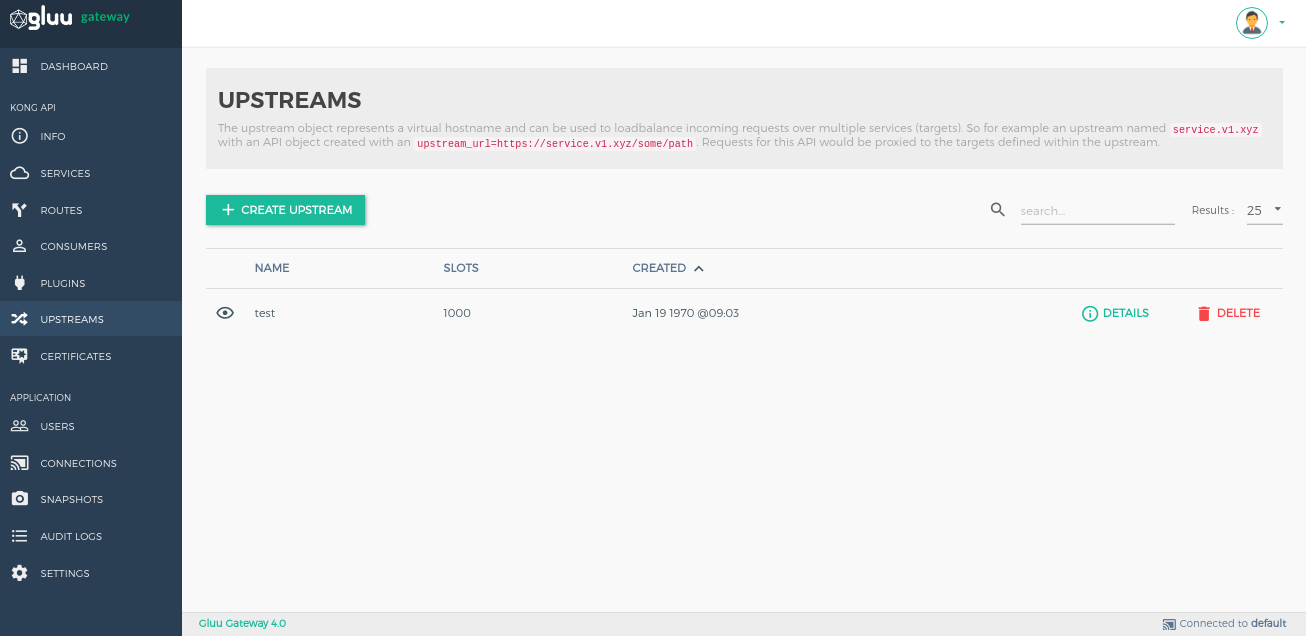 gluu gateway
DASHBOARD
KONG API
INFO
SERVICES
ROUTES
CONSUMERS
PLUGINS
UPSTREAMS
CERTIFICATES
APPLICATION
USERS
CONNECTIONS
SNAPSHOTS
AUDIT LOGS
SETTINGS
UPSTREAMS
The upstream object represents a virtual hostname and can be used to loadbalance incoming requests over multiple services (targets). So for example an upstream named service.v1.xyz
with an API object created with an upstream_url=https://service.v1.xyz/some/path. Requests for this API would be proxied to the targets defined within the upstream.
CREATE UPSTREAM
search...
Results :
25
NAME SLOTS CREATED
test 1000 Jan 19 1970 @09:03 DETAILS DELETE
Gluu Gateway 4.0
Connected to default